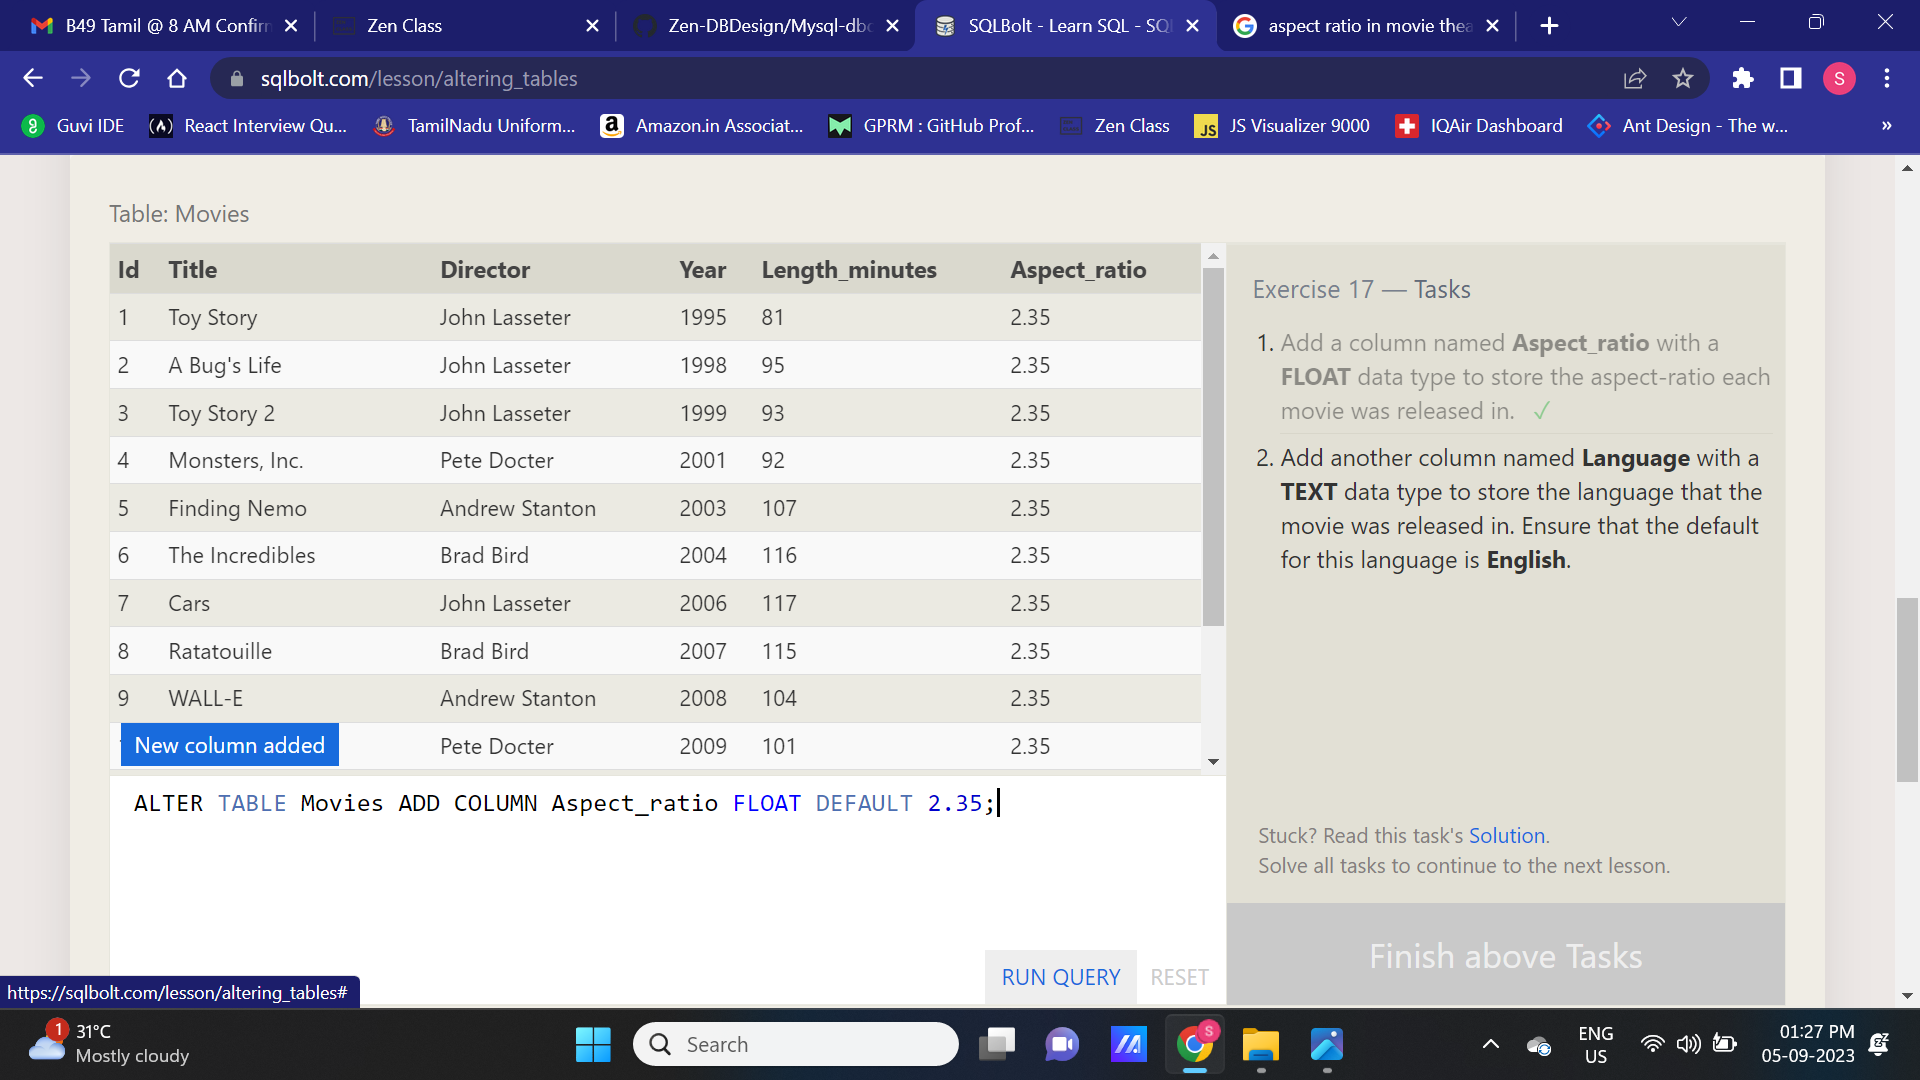 B49 Tamil @ 8 AM Confirm
Zen Class
Zen-DBDesign/Mysql-dbc
SQLBolt - Learn SQL - SQ
aspect ratio in movie thea
sqlbolt.com/lesson/altering_tables
S
Guvi IDE
React Interview Qu...
TamilNadu Uniform...
Amazon.in Associat...
GPRM : GitHub Prof...
Zen Class
JS
JS Visualizer 9000
IQAir Dashboard
Ant Design - The w...
»
Table: Movies
Id Title Director Year Length_minutes Aspect_ratio
1 Toy Story John Lasseter 1995 81 2.35
2 A Bug's Life John Lasseter 1998 95 2.35
3 Toy Story 2 John Lasseter 1999 93 2.35
4 Monsters, Inc. Pete Docter 2001 92 2.35
5 Finding Nemo Andrew Stanton 2003 107 2.35
6 The Incredibles Brad Bird 2004 116 2.35
7 Cars John Lasseter 2006 117 2.35
8 Ratatouille Brad Bird 2007 115 2.35
9 WALL-E Andrew Stanton 2008 104 2.35
New column added Pete Docter 2009 101 2.35
ALTER TABLE Movies ADD COLUMN Aspect_ratio FLOAT DEFAULT 2.35;
RUN QUERY RESET
Exercise 17 — Tasks
1. Add a column named Aspect_ratio with a
FLOAT data type to store the aspect-ratio each
movie was released in. ✓
2. Add another column named Language with a
TEXT data type to store the language that the
movie was released in. Ensure that the default
for this language is English.
Stuck? Read this task's Solution.
Solve all tasks to continue to the next lesson.
Finish above Tasks
https://sqlbolt.com/lesson/altering_tables#
1
31°C
Mostly cloudy
Search
S
ENG
US
01:27 PM
05-09-2023